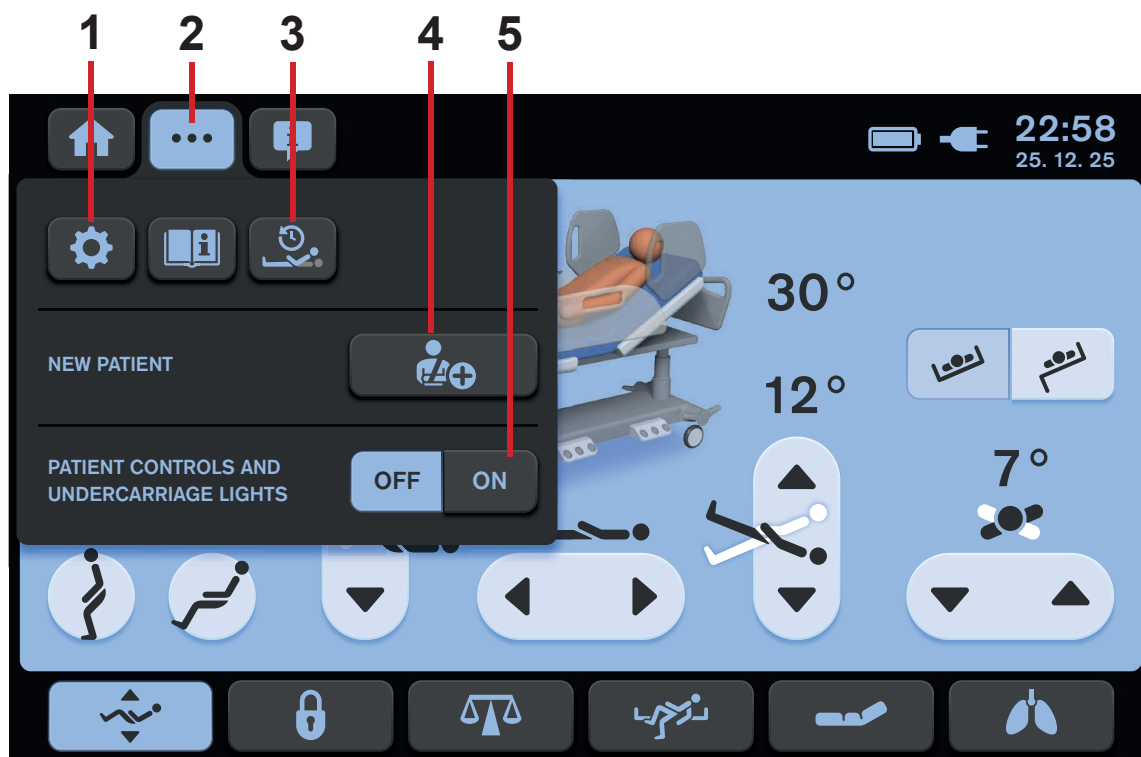 1 2 3 4 5
22:58
25. 12. 25
30°
NEW PATIENT
12°
PATIENT CONTROLS AND
UNDERCARRIAGE LIGHTS
OFF ON
7°